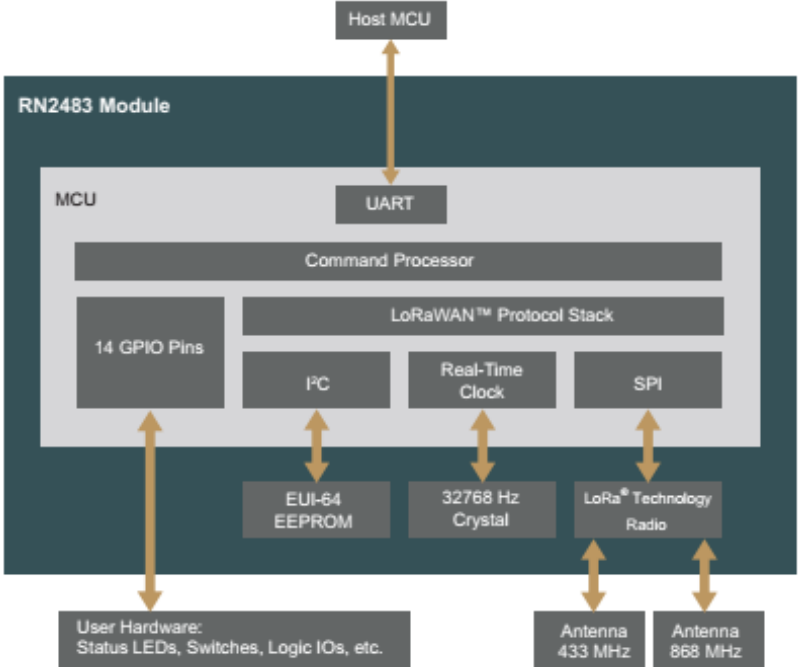 Host MCU
RN2483 Module
MCU
UART
Command Processor
14 GPIO Pins
LoRaWAN™ Protocol Stack
I²C
Real-Time
Clock
SPI
EUI-64
EEPROM
32768 Hz
Crystal
LoRa® Technology
Radio
User Hardware:
Status LEDs, Switches, Logic IOs, etc.
Antenna
433 MHz
Antenna
868 MHz